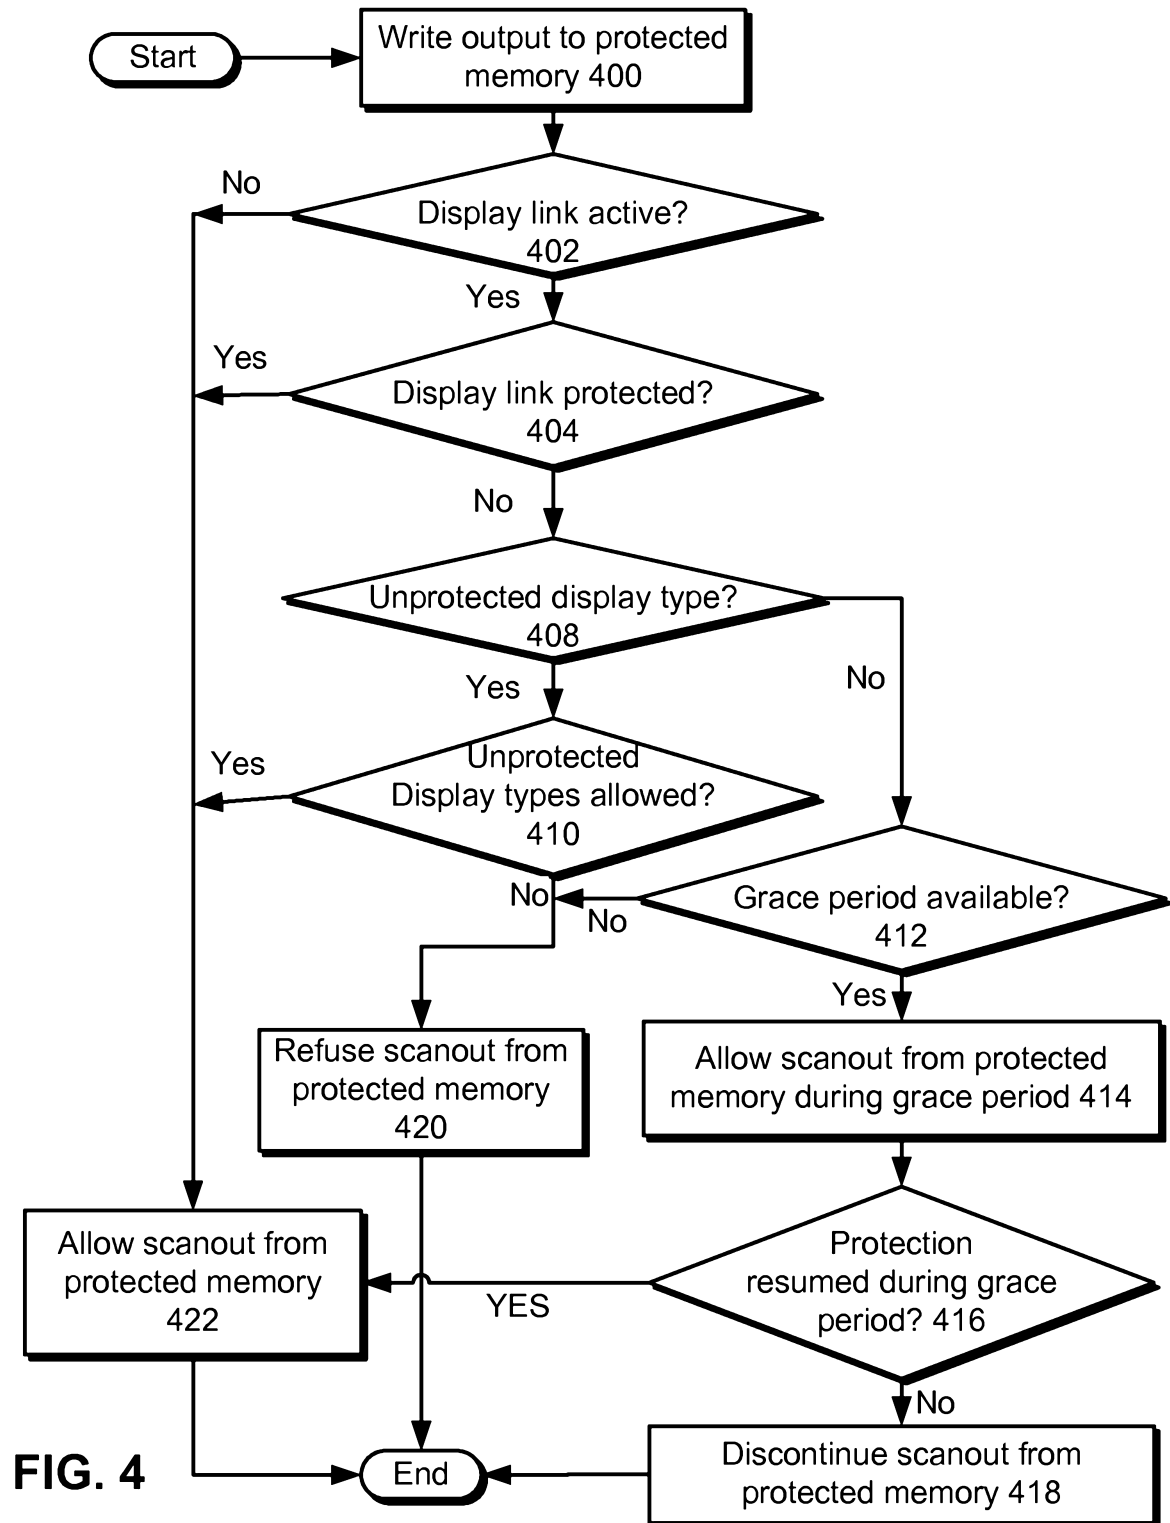 Start
Write output to protected
memory 400
No
Display link active?
402
Yes
Yes
Display link protected?
404
No
Unprotected display type?
408
Yes
No
Yes
Unprotected
Display types allowed?
410
No
No
Grace period available?
412
Yes
Refuse scanout from
protected memory
420
Allow scanout from protected
memory during grace period 414
Allow scanout from
protected memory
422
YES
Protection
resumed during grace
period? 416
No
FIG. 4
End
Discontinue scanout from
protected memory 418